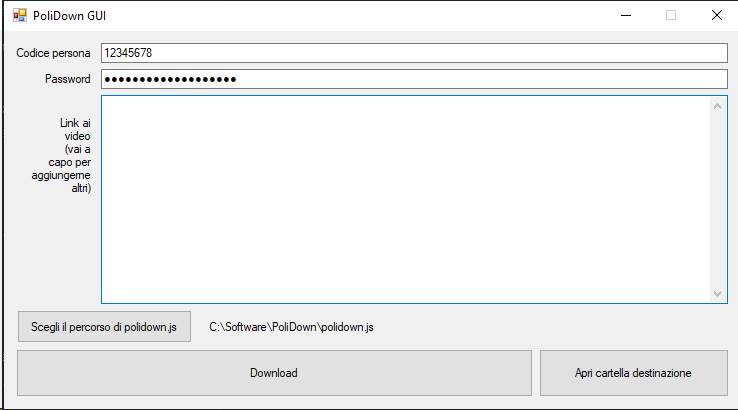 PoliDown GUI
Codice persona
12345678
Password
●●●●●●●●●●●●●●●●●●●
Link ai
video
(vai a
capo per
aggiungerne
altri)
Scegli il percorso di polidown.js
C:\Software\PoliDown\polidown.js
Download
Apri cartella destinazione